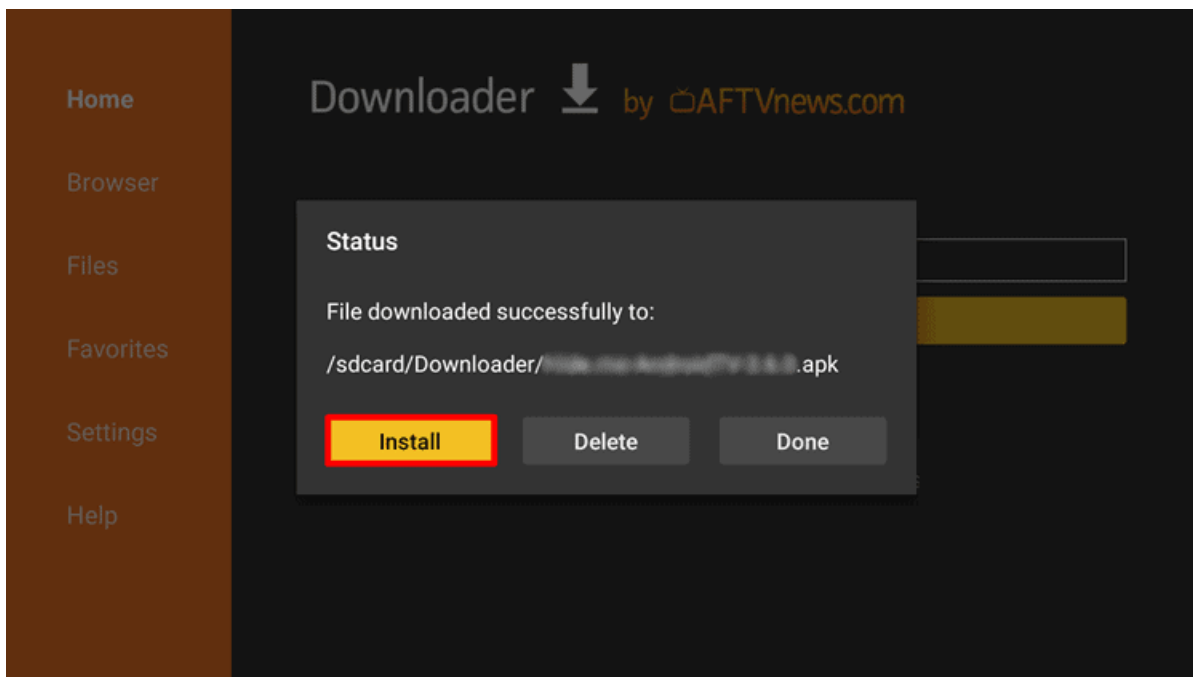 Home
Browser
Files
Favorites
Settings
Help
Downloader by AFTVnews.com
Status
File downloaded successfully to:
/sdcard/Downloader/ .apk
Install
Delete
Done